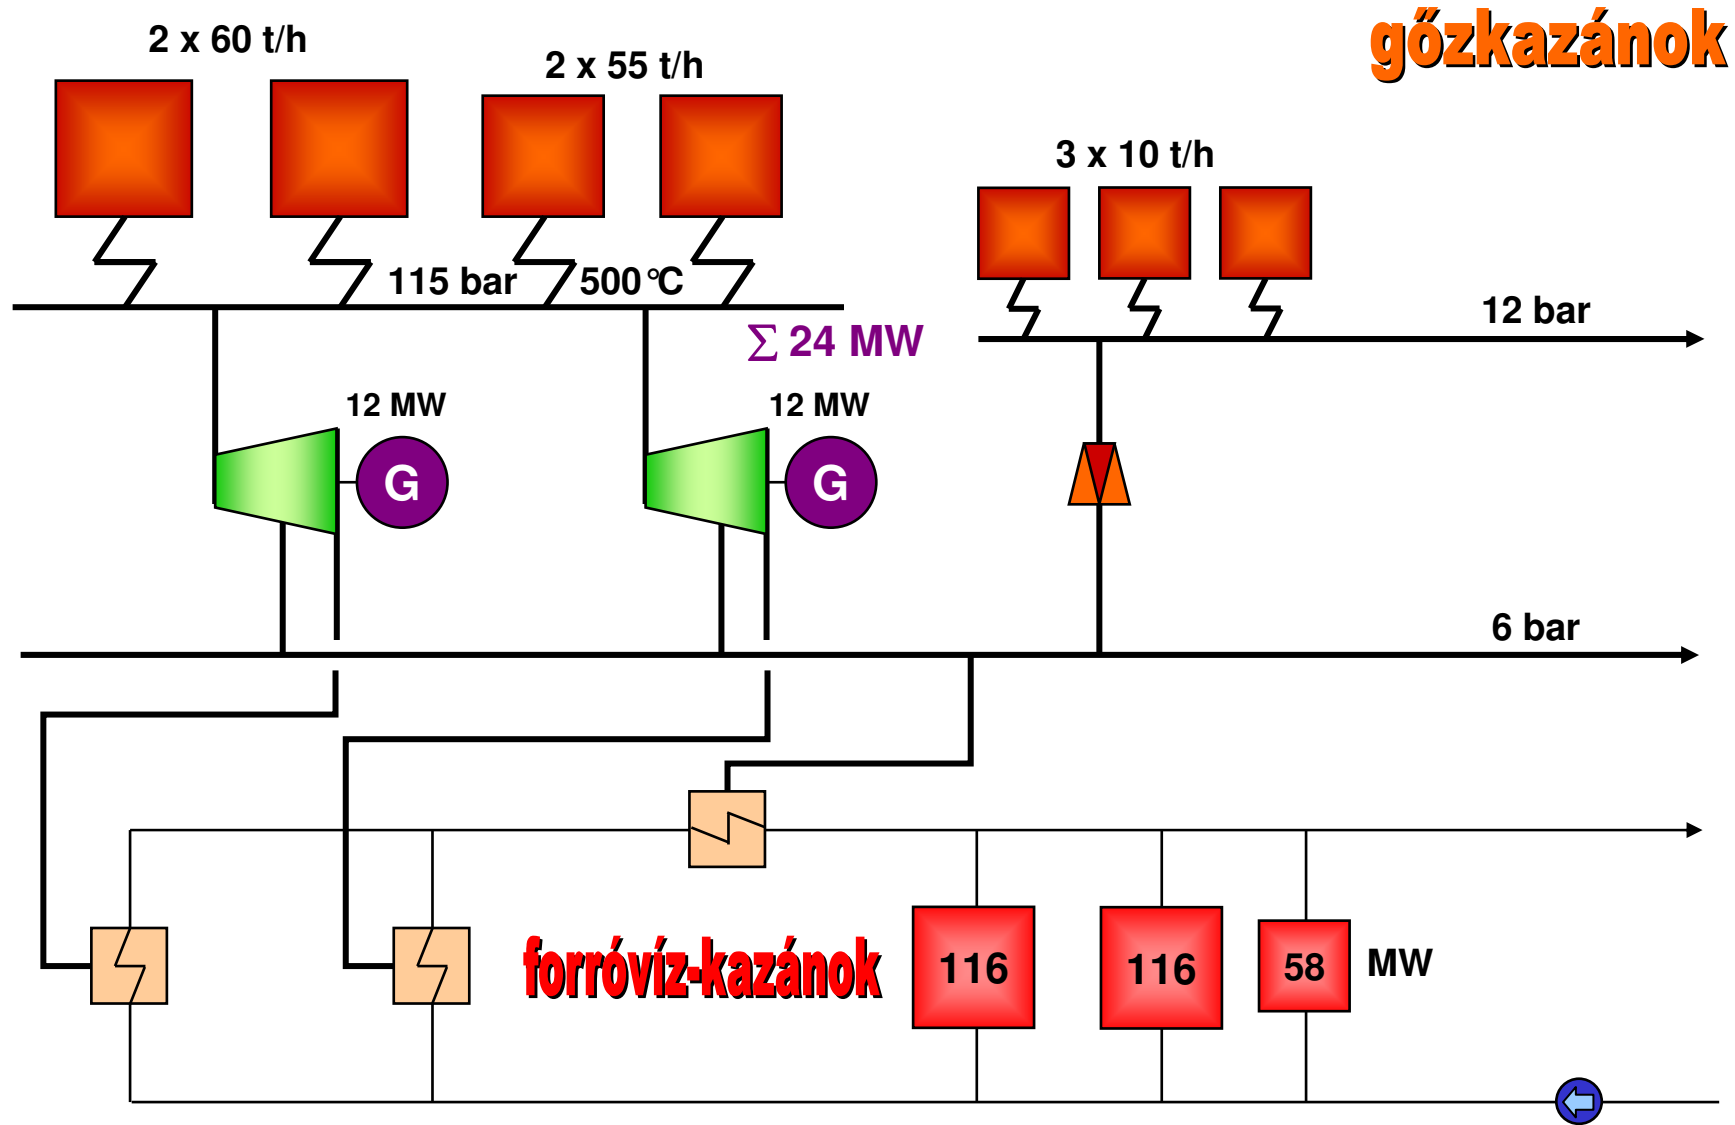 gőzkazánok
2 x 60 t/h
2 x 55 t/h
3 x 10 t/h
115 bar
500°C
12 bar
∑ 24 MW
12 MW
12 MW
G
G
6 bar
forróvíz-kazánok
116
116
58
MW